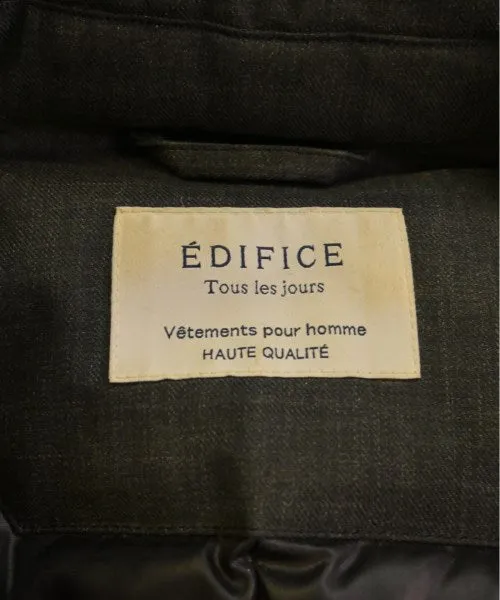 ÉDIFICE
Tous les jours
Vêtements pour homme
HAUTE QUALITÉ